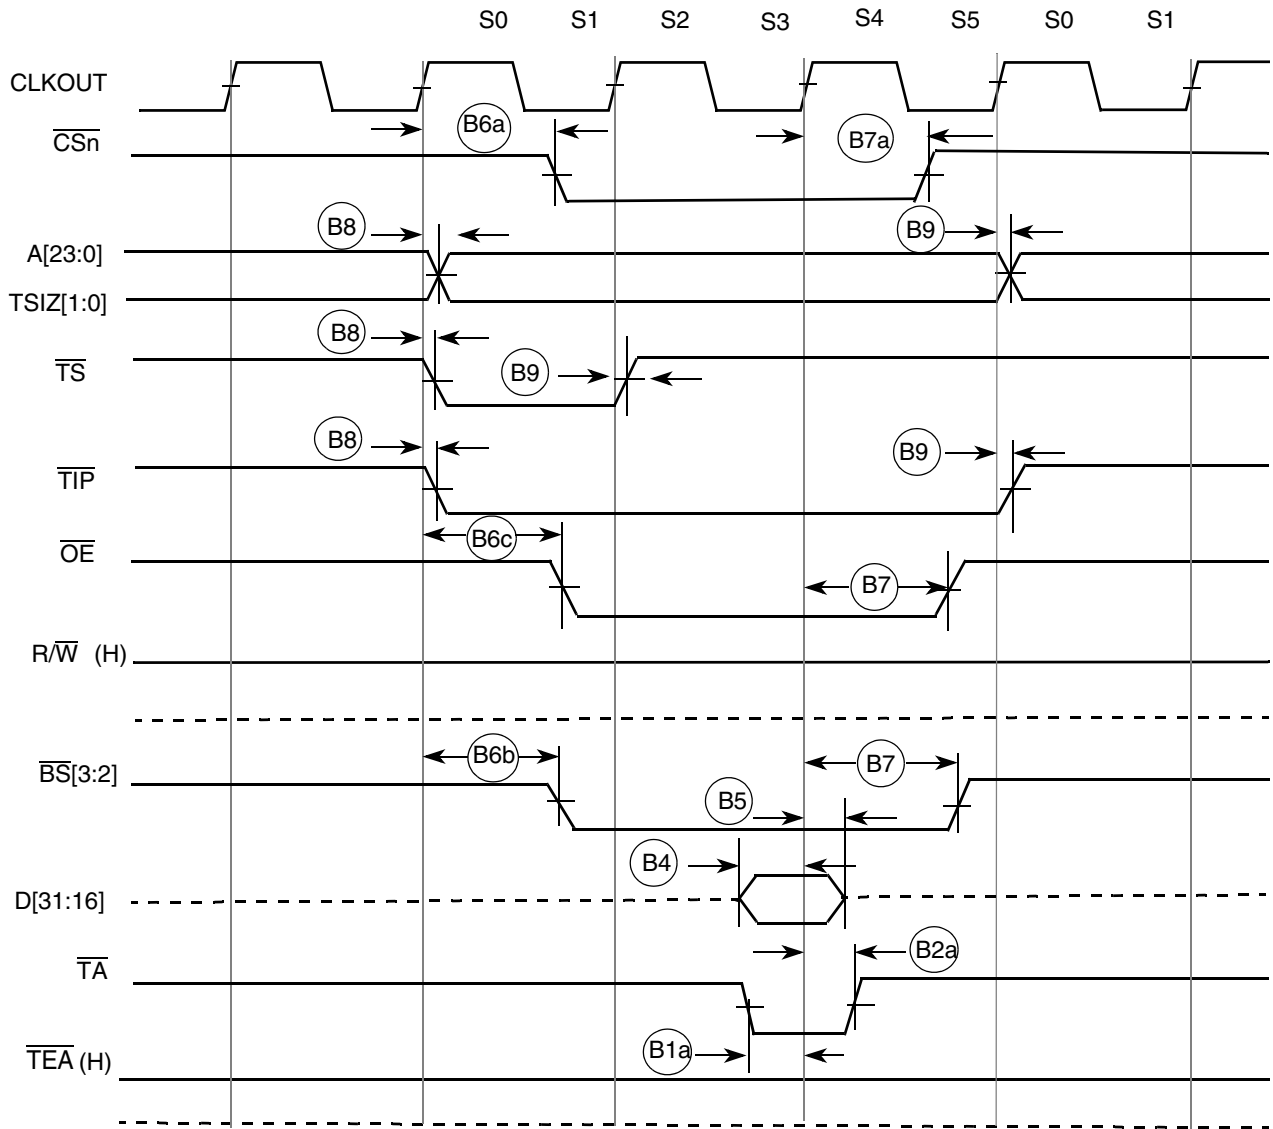 S0 S1 S2 S3 S4 S5 S0 S1
CLKOUT
B6a
B7a
CSn
B8
B9
A[23:0]
TSIZ[1:0]
B8
TS
B9
B8
B9
TIP
B6c
OE
B7
R/W (H)
B6b
B7
BS[3:2]
B5
B4
D[31:16]
B2a
TA
B1a
TEA (H)